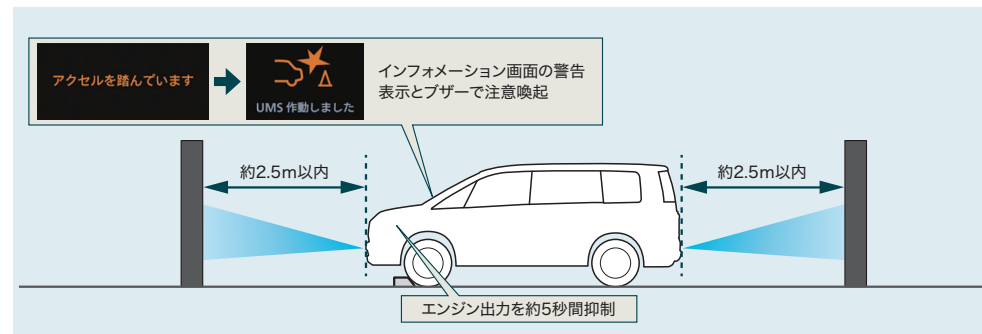 アクセルを踏んでいます
UMS 作動しました
インフォメーション画面の警告
表示とブザーで注意喚起
約2.5m以内
約2.5m以内
エンジン出力を約5秒間抑制